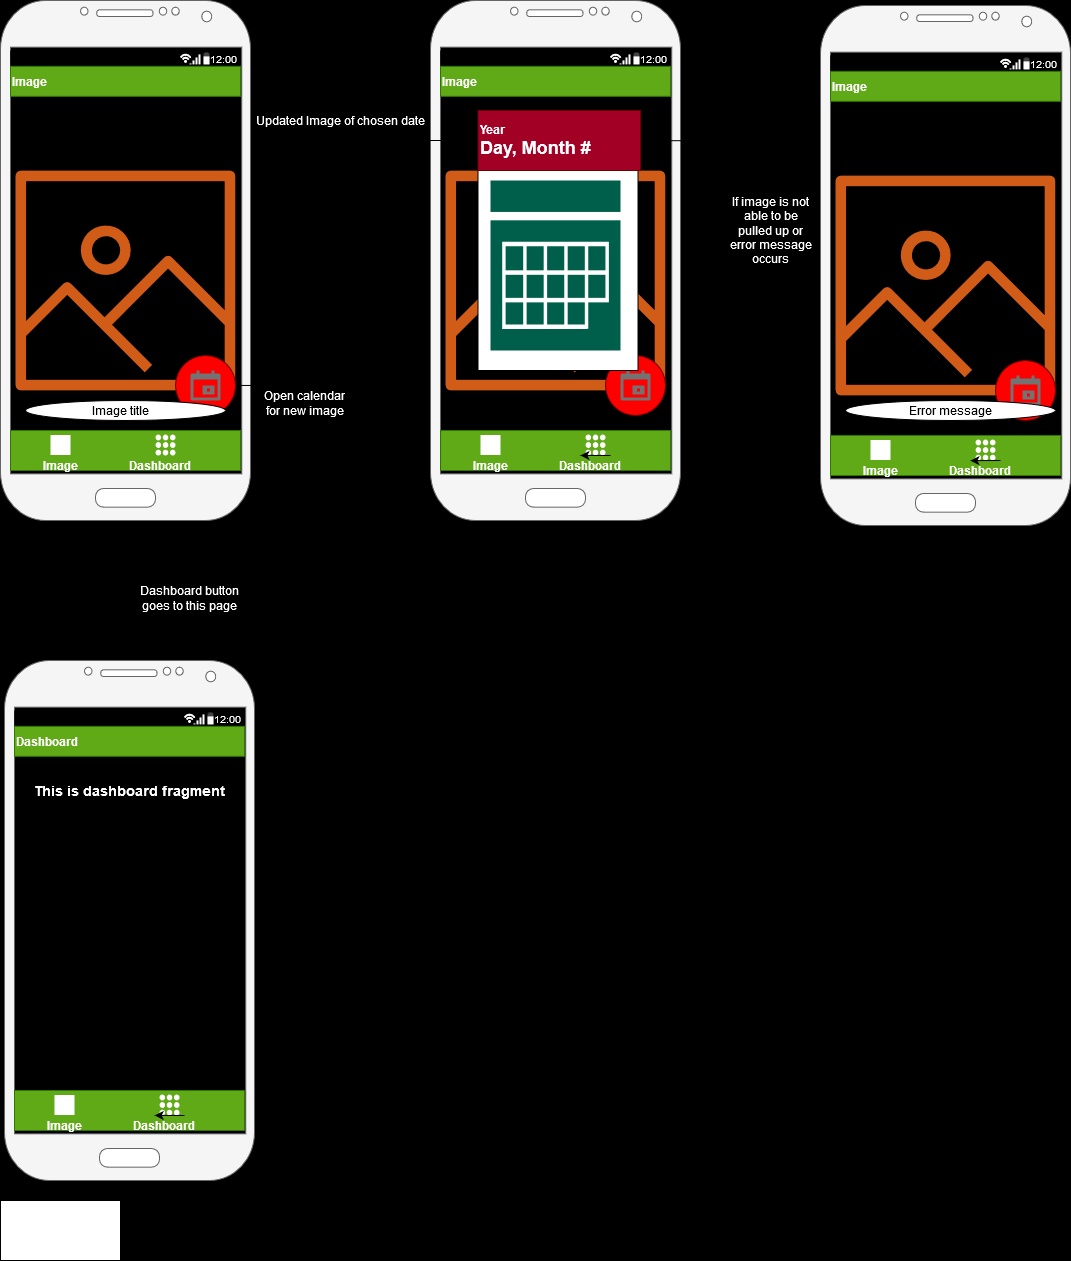 12:00
Image
Image title
Image
Dashboard
Updated Image of chosen date
Open calendar
for new image
12:00
Image
Year
Day, Month #
Image
Dashboard
If image is not
able to be
pulled up or
error message
occurs
12:00
Image
Error message
Image
Dashboard
Dashboard button
goes to this page
12:00
Dashboard
This is dashboard fragment
Image
Dashboard